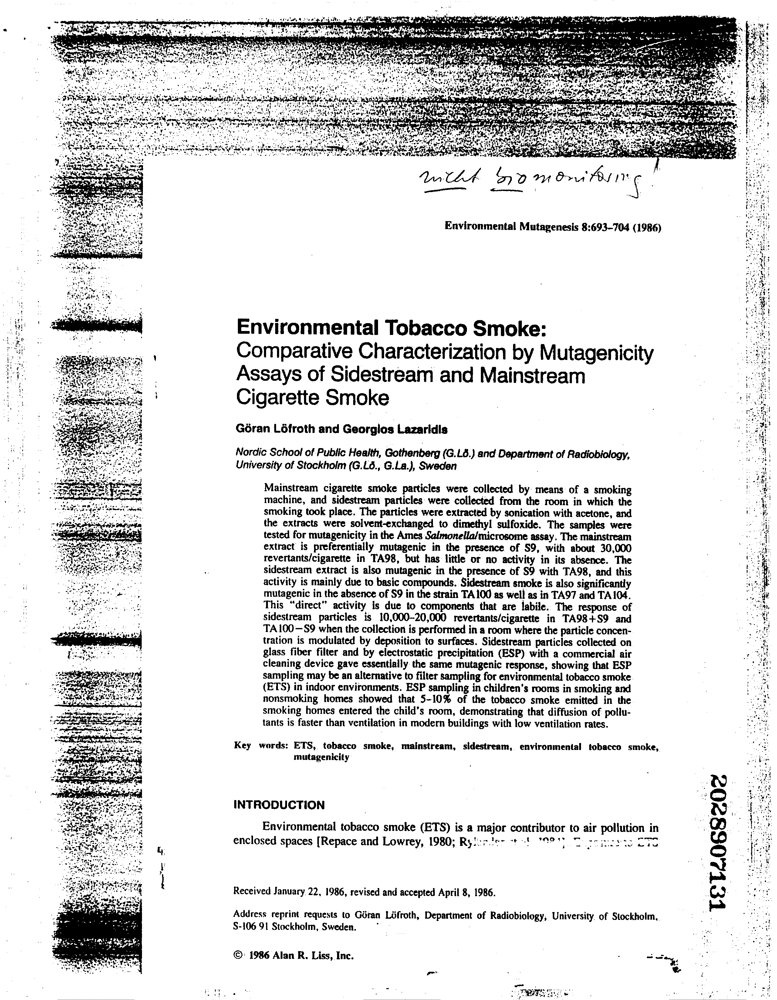 nicht biomonitoring!
Environmental Mutagenesis 8:693–704 (1986)
Environmental Tobacco Smoke:
Comparative Characterization by Mutagenicity
Assays of Sidestream and Mainstream
Cigarette Smoke
Göran Löfroth and Georgios Lazaridis
Nordic School of Public Health, Gothenberg (G.Lö.) and Department of Radiobiology,
University of Stockholm (G.Lö., G.La.), Sweden
Mainstream cigarette smoke particles were collected by means of a smoking
machine, and sidestream particles were collected from the room in which the
smoking took place. The particles were extracted by sonication with acetone, and
the extracts were solvent-exchanged to dimethyl sulfoxide. The samples were
tested for mutagenicity in the Ames Salmonella/microsome assay. The mainstream
extract is preferentially mutagenic in the presence of S9, with about 30,000
revertants/cigarette in TA98, but has little or no activity in its absence. The
sidestream extract is also mutagenic in the presence of S9 with TA98, and this
activity is mainly due to basic compounds. Sidestream smoke is also significantly
mutagenic in the absence of S9 in the strain TA100 as well as in TA97 and TA104.
This "direct" activity is due to components that are labile. The response of
sidestream particles is 10,000–20,000 revertants/cigarette in TA98+S9 and
TA100−S9 when the collection is performed in a room where the particle concen-
tration is modulated by deposition to surfaces. Sidestream particles collected on
glass fiber filter and by electrostatic precipitation (ESP) with a commercial air
cleaning device gave essentially the same mutagenic response, showing that ESP
sampling may be an alternative to filter sampling for environmental tobacco smoke
(ETS) in indoor environments. ESP sampling in children's rooms in smoking and
nonsmoking homes showed that 5–10% of the tobacco smoke emitted in the
smoking homes entered the child's room, demonstrating that diffusion of pollu-
tants is faster than ventilation in modern buildings with low ventilation rates.
Key words: ETS, tobacco smoke, mainstream, sidestream, environmental tobacco smoke,
mutagenicity
INTRODUCTION
Environmental tobacco smoke (ETS) is a major contributor to air pollution in
enclosed spaces [Repace and Lowrey, 1980;
Received January 22, 1986, revised and accepted April 8, 1986.
Address reprint requests to Göran Löfroth, Department of Radiobiology, University of Stockholm,
S-106 91 Stockholm, Sweden.
© 1986 Alan R. Liss, Inc.
2028907131